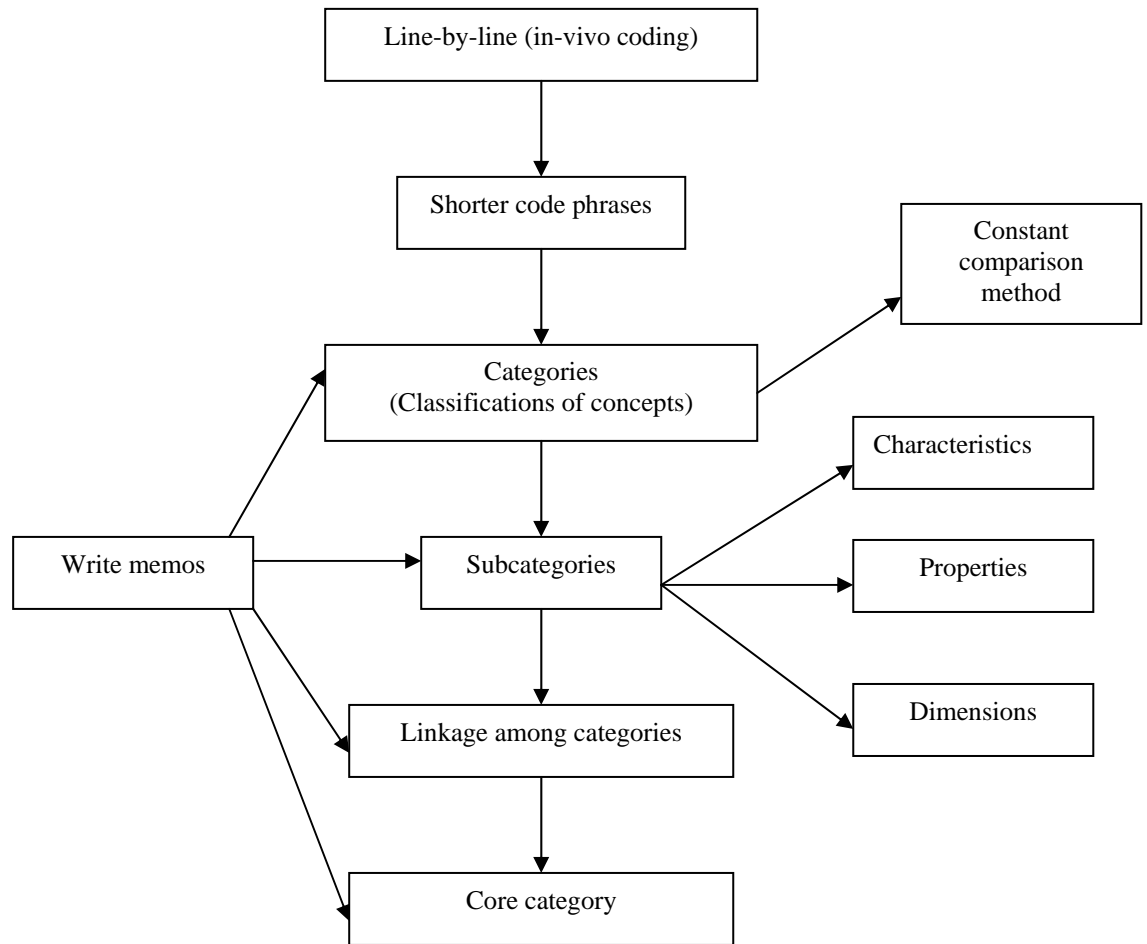 Line-by-line (in-vivo coding)
Shorter code phrases
Constant
comparison
method
Categories
(Classifications of concepts)
Characteristics
Write memos
Subcategories
Properties
Linkage among categories
Dimensions
Core category